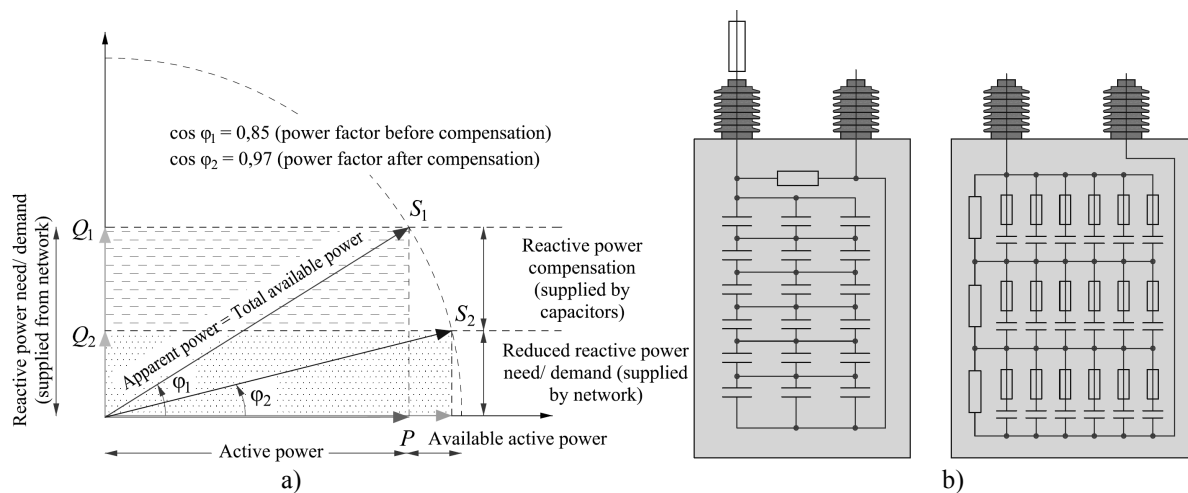 cos φ1 = 0,85 (power factor before compensation)
cos φ2 = 0,97 (power factor after compensation)
Reactive power need/ demand
(supplied from network)
Q1
Q2
S1
S2
Apparent power = Total available power
φ1
φ2
Reactive power
compensation
(supplied by
capacitors)
Reduced reactive power
need/ demand (supplied
by network)
P
Active power
Available active power
a)
b)